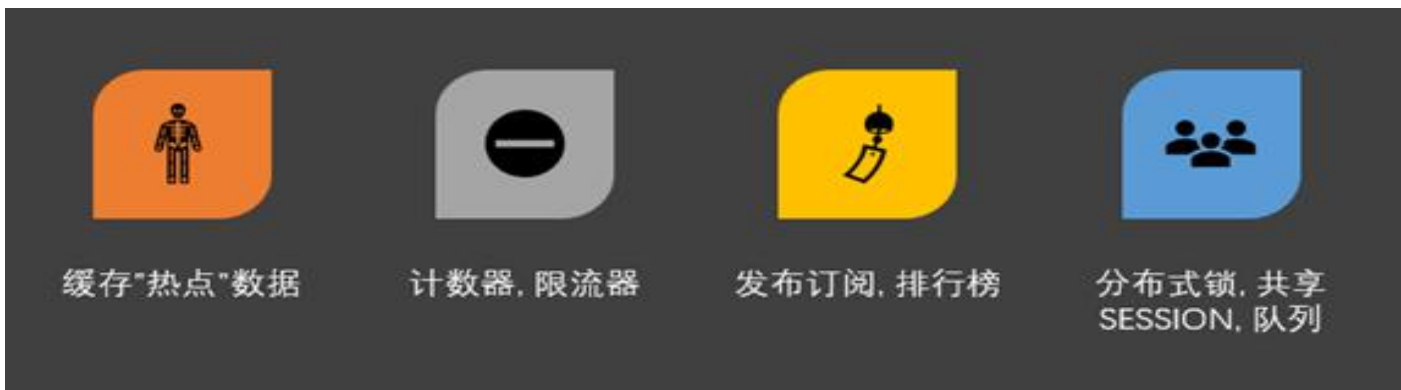 缓存"热点"数据
计数器, 限流器
发布订阅, 排行榜
分布式锁, 共享
SESSION, 队列